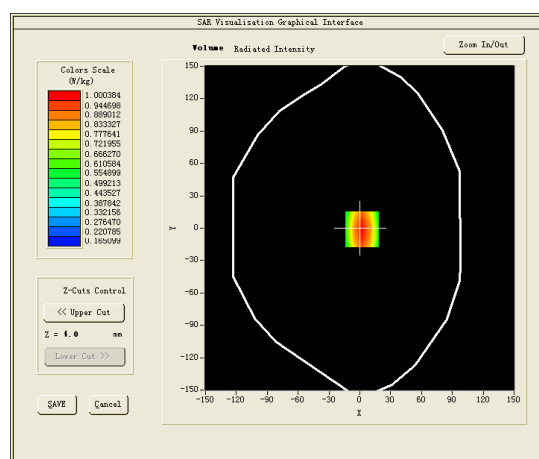 SAR Visualisation Graphical Interface
Volume Radiated Intensity
Zoom In/Out
Colors Scale
(W/kg)
1.000384
0.944698
0.889012
0.833327
0.777641
0.721955
0.666270
0.610584
0.554899
0.499213
0.443527
0.387842
0.332156
0.276470
0.220785
0.165099
Z-Cuts Control
<< Upper Cut
Z = 4.0 mm
Lower Cut >>
SAVE Cancel
150
120
90
60
30
0
-30
-60
-90
-120
-150
Y
-150 -120 -90 -60 -30 0 30 60 90 120 150
X